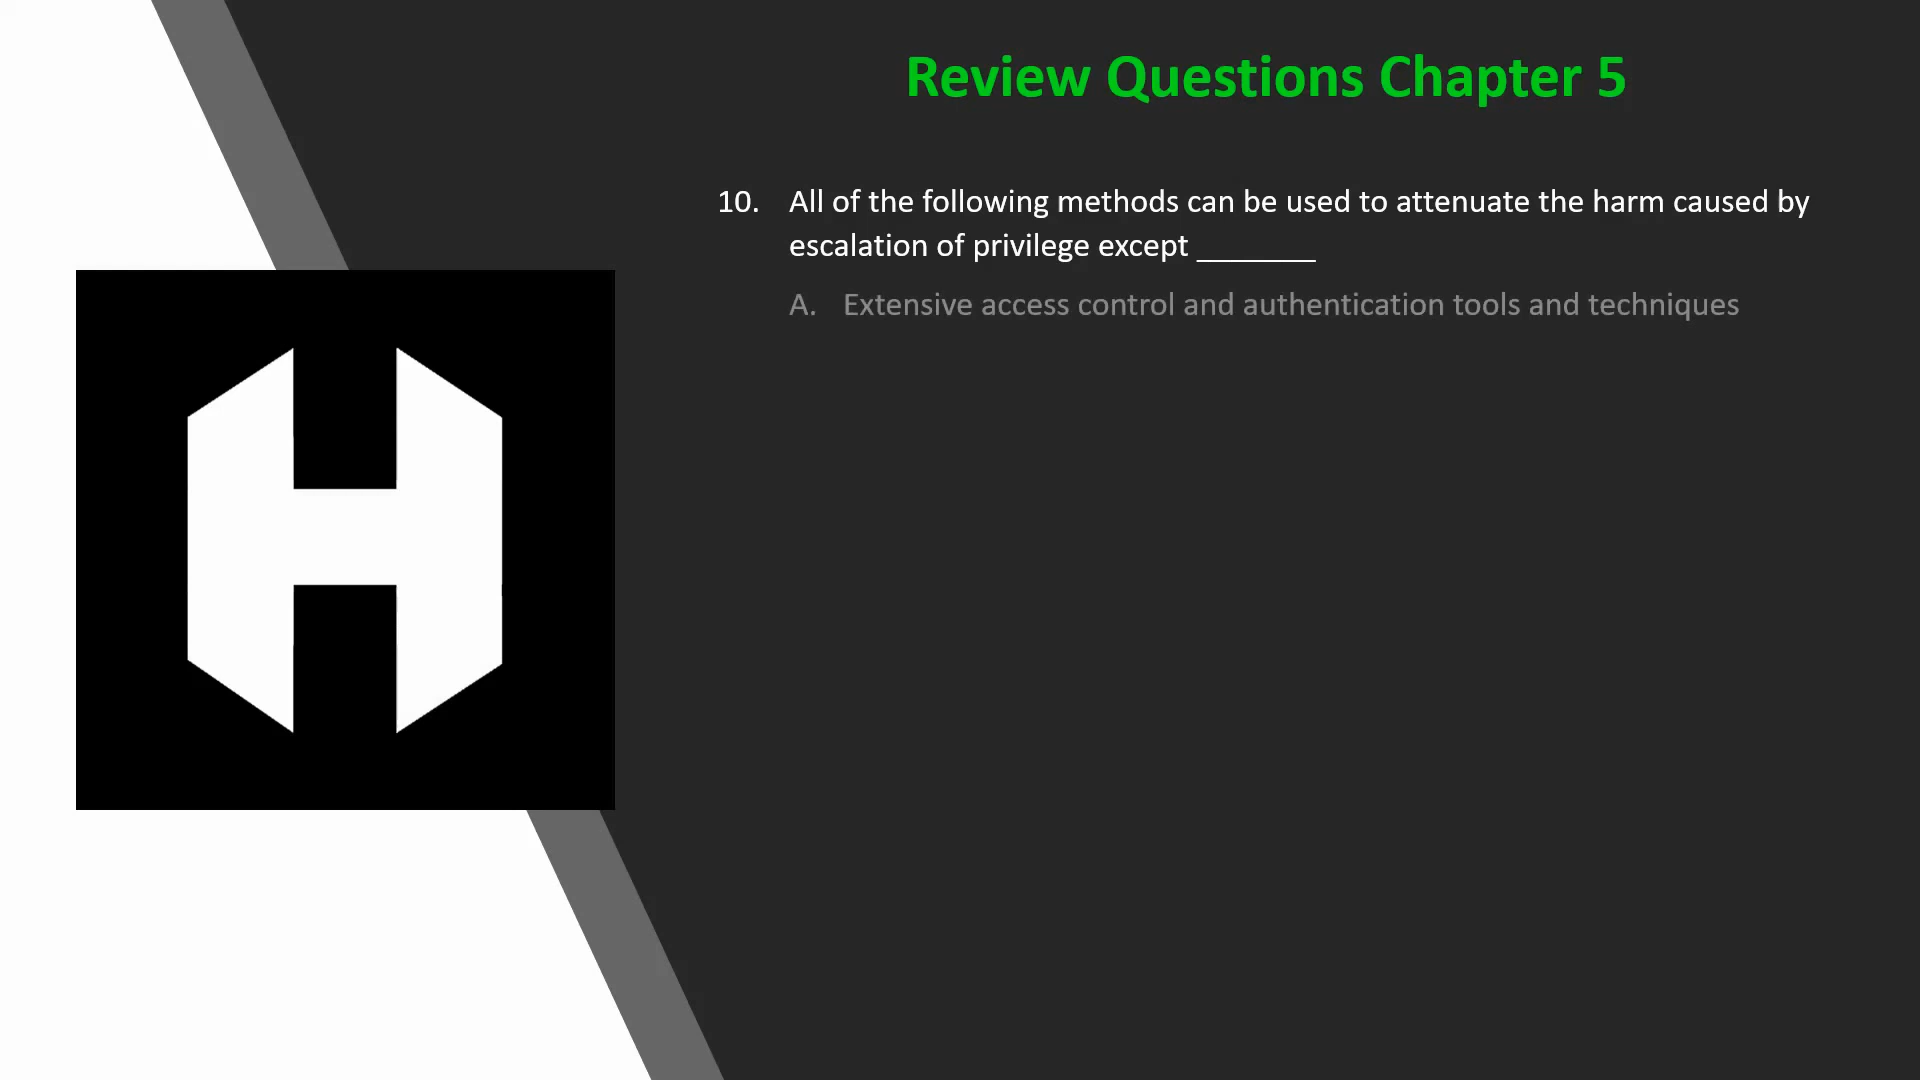 Review Questions Chapter 5
10. All of the following methods can be used to attenuate the harm caused by
escalation of privilege except ________
A. Extensive access control and authentication tools and techniques